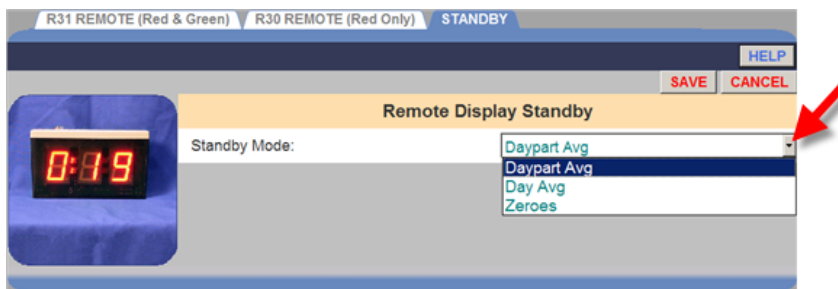 R31 REMOTE (Red & Green) R30 REMOTE (Red Only) STANDBY
HELP
SAVE CANCEL
Remote Display Standby
Standby Mode: Daypart Avg
Daypart Avg
Day Avg
Zeroes
0:19